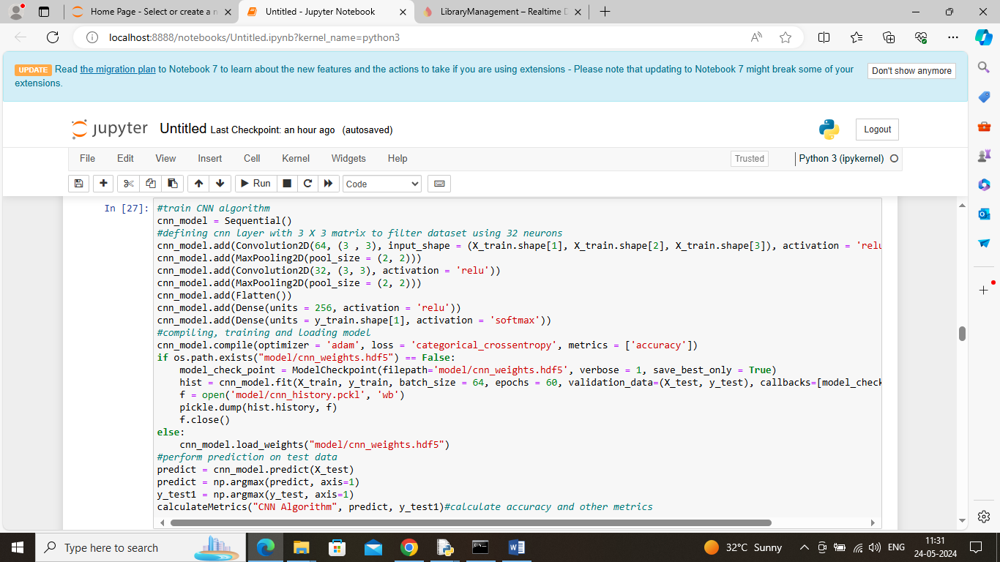 Home Page - Select or create a n
Untitled - Jupyter Notebook
LibraryManagement – Realtime D
localhost:8888/notebooks/Untitled.ipynb?kernel_name=python3
UPDATE Read the migration plan to Notebook 7 to learn about the new features and the actions to take if you are using extensions - Please note that updating to Notebook 7 might break some of your
extensions.
Don't show anymore
jupyter Untitled Last Checkpoint: an hour ago (autosaved)
Logout
File Edit View Insert Cell Kernel Widgets Help
Trusted
Python 3 (ipykernel)
Run
Code
In [27]:
#train CNN algorithm
cnn_model = Sequential()
#defining cnn layer with 3 X 3 matrix to filter dataset using 32 neurons
cnn_model.add(Convolution2D(64, (3 , 3), input_shape = (X_train.shape[1], X_train.shape[2], X_train.shape[3]), activation = 'relu
cnn_model.add(MaxPooling2D(pool_size = (2, 2)))
cnn_model.add(Convolution2D(32, (3, 3), activation = 'relu'))
cnn_model.add(MaxPooling2D(pool_size = (2, 2)))
cnn_model.add(Flatten())
cnn_model.add(Dense(units = 256, activation = 'relu'))
cnn_model.add(Dense(units = y_train.shape[1], activation = 'softmax'))
#compiling, training and loading model
cnn_model.compile(optimizer = 'adam', loss = 'categorical_crossentropy', metrics = ['accuracy'])
if os.path.exists("model/cnn_weights.hdf5") == False:
    model_check_point = ModelCheckpoint(filepath='model/cnn_weights.hdf5', verbose = 1, save_best_only = True)
    hist = cnn_model.fit(X_train, y_train, batch_size = 64, epochs = 60, validation_data=(X_test, y_test), callbacks=[model_check
    f = open('model/cnn_history.pckl', 'wb')
    pickle.dump(hist.history, f)
    f.close()
else:
    cnn_model.load_weights("model/cnn_weights.hdf5")
#perform prediction on test data
predict = cnn_model.predict(X_test)
predict = np.argmax(predict, axis=1)
y_test1 = np.argmax(y_test, axis=1)
calculateMetrics("CNN Algorithm", predict, y_test1)#calculate accuracy and other metrics
Type here to search
32°C Sunny
ENG
11:31
24-05-2024